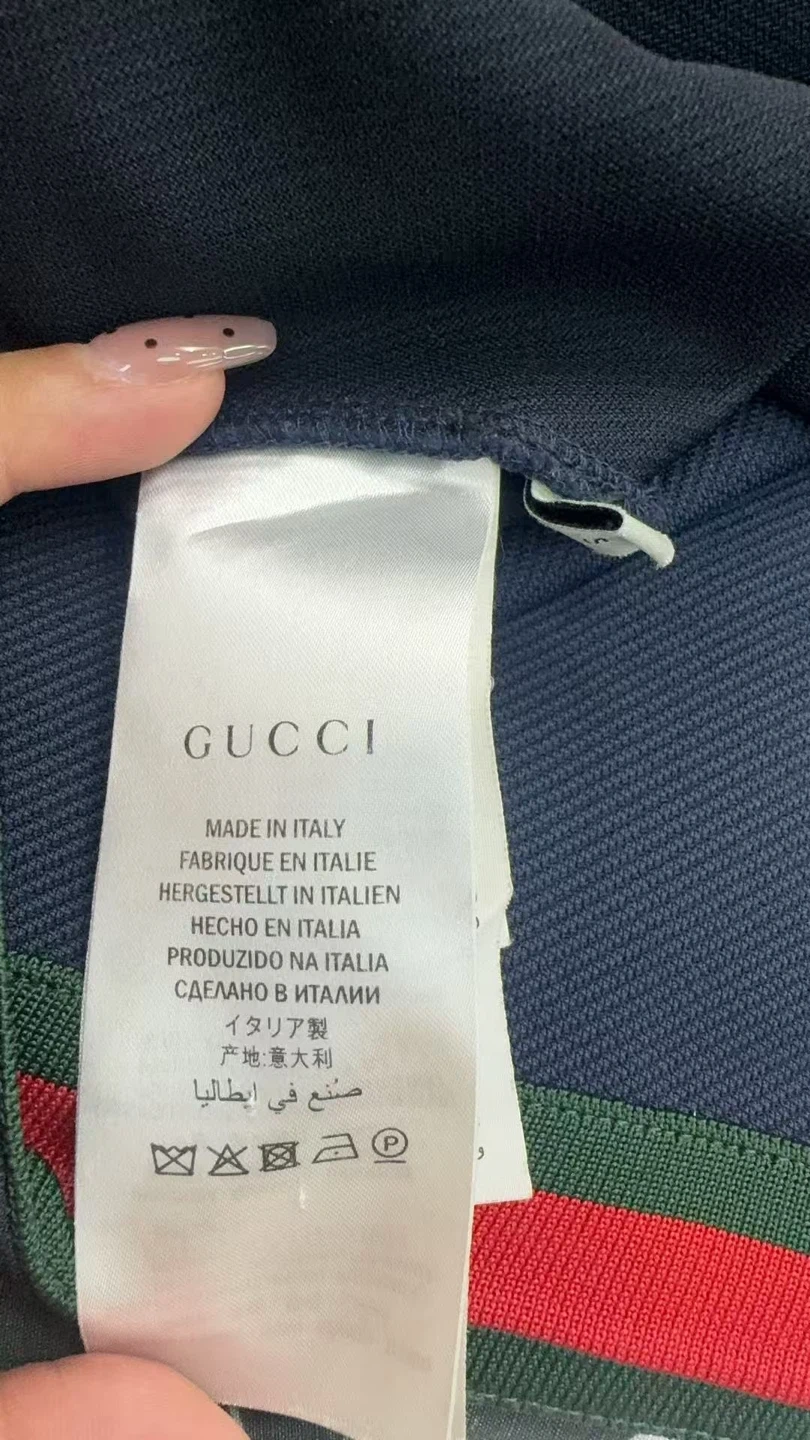 GUCCI
MADE IN ITALY
FABRIQUE EN ITALIE
HERGESTELLT IN ITALIEN
HECHO EN ITALIA
PRODUZIDO NA ITALIA
СДЕЛАНО В ИТАЛИИ
イタリア製
产地:意大利
صُنع في ايطاليا
P